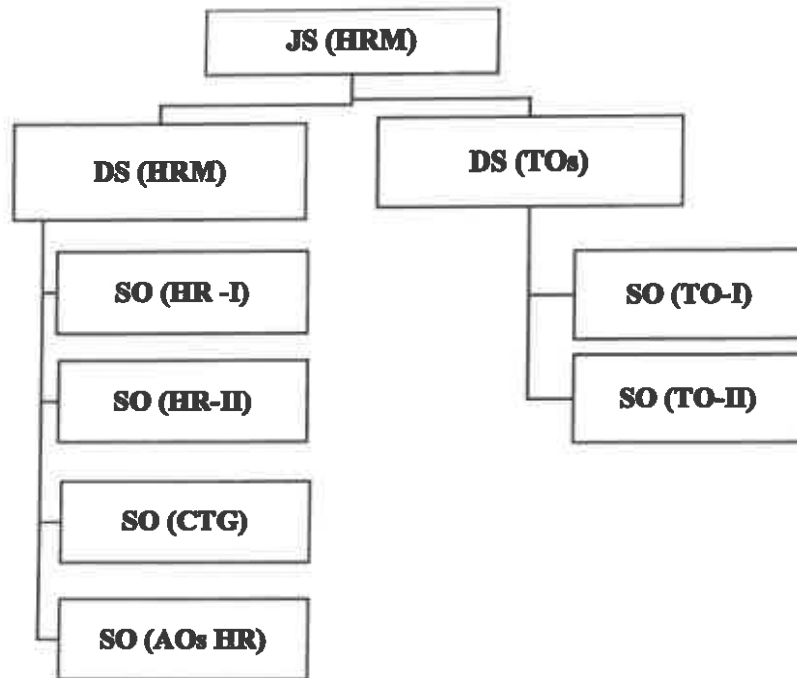 JS (HRM)
DS (HRM)
DS (TOs)
SO (HR -I)
SO (TO-I)
SO (HR-II)
SO (TO-II)
SO (CTG)
SO (AOs HR)